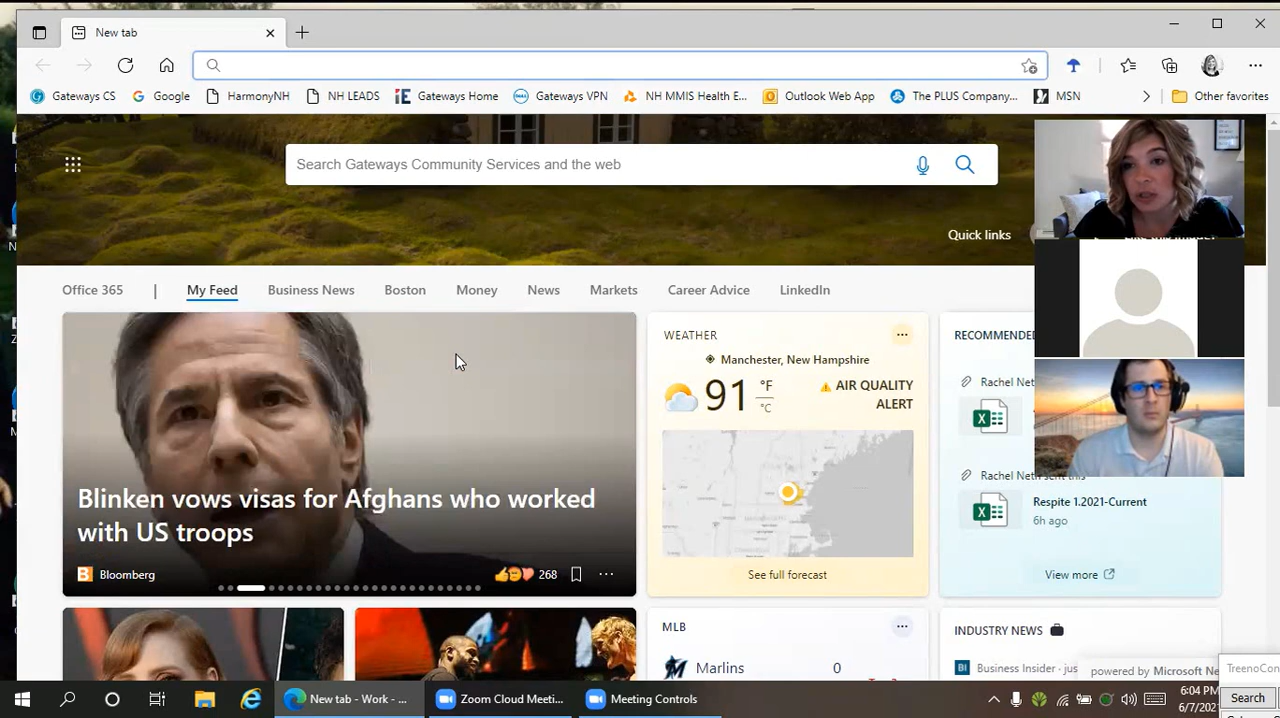 New tab
Gateways CS
Google
HarmonyNH
NH LEADS
Gateways Home
Gateways VPN
NH MMIS Health E...
Outlook Web App
The PLUS Company...
MSN
Other favorites
Search Gateways Community Services and the web
Quick links
Office 365 | My Feed Business News Boston Money News Markets Career Advice LinkedIn
Blinken vows visas for Afghans who worked
with US troops
Bloomberg
268
WEATHER
Manchester, New Hampshire
91 °F
°C
AIR QUALITY
ALERT
See full forecast
RECOMMENDED
Rachel Net
Rachel Neth sent this
Respite 1.2021-Current
6h ago
View more
MLB
Marlins 0
INDUSTRY NEWS
Business Insider · jus
powered by Microsoft Ne
TreenoCon
Search
New tab - Work - ...
Zoom Cloud Meeti...
Meeting Controls
6:04 PM
6/7/202